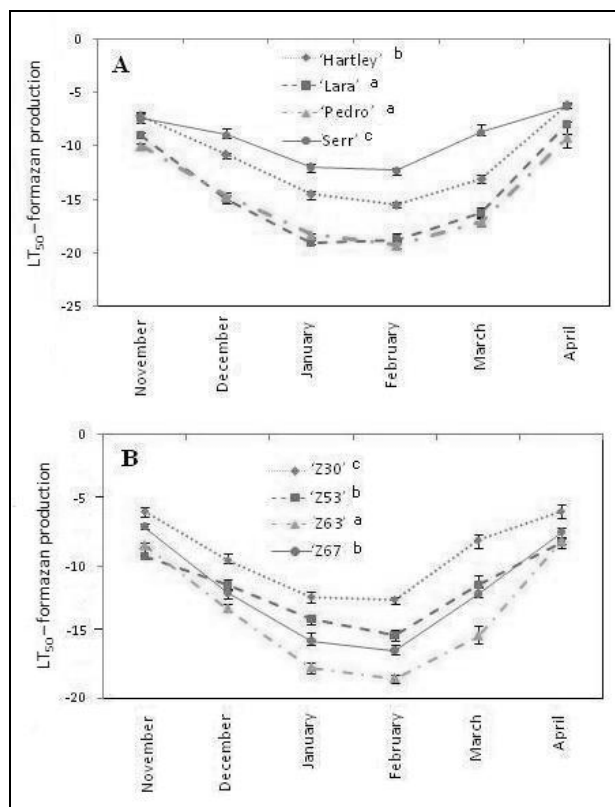 A
'Hartley' b
'Lara' a
'Pedro' a
'Serr' c
LT50-formazan production
0
-5
-10
-15
-20
-25
November
December
January
February
March
April
B
'Z30' c
'Z53' b
'Z63' a
'Z67 b
LT50-formazan production
0
-5
-10
-15
-20
November
December
January
February
March
April